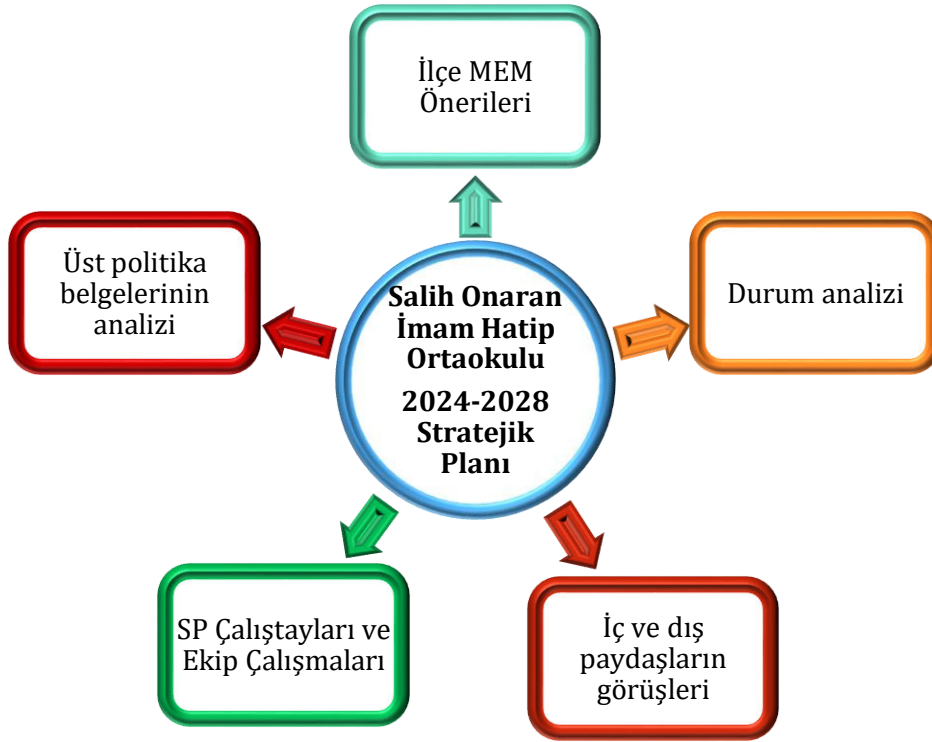 İlçe MEM
Önerileri
Üst politika
belgelerinin
analizi
Salih Onaran
İmam Hatip
Ortaokulu
2024-2028
Stratejik
Planı
Durum analizi
SP Çalıştayları ve
Ekip Çalışmaları
İç ve dış
paydaşların
görüşleri